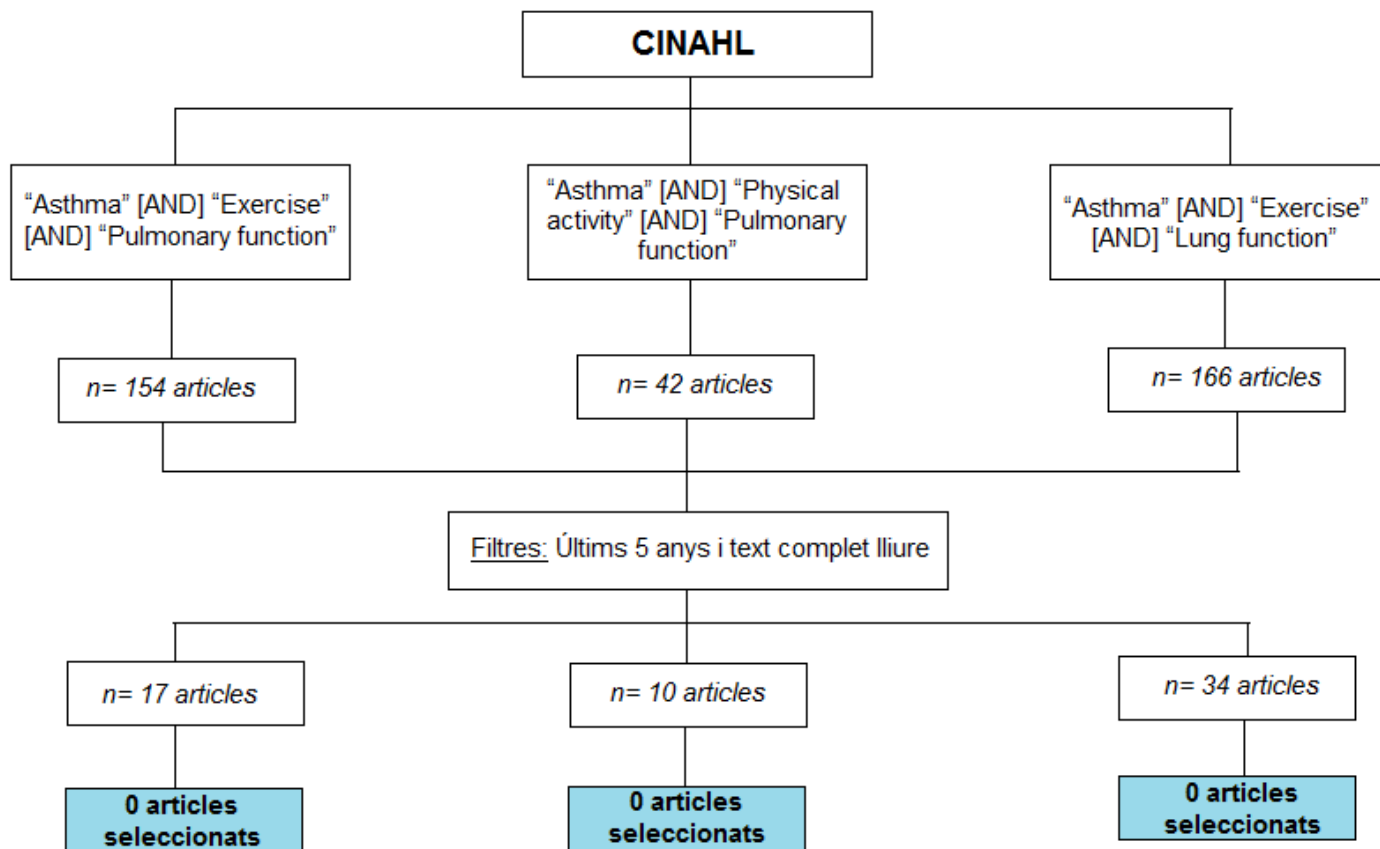 CINAHL
“Asthma” [AND] “Exercise”
[AND] “Pulmonary function”
“Asthma” [AND] “Physical
activity” [AND] “Pulmonary
function”
“Asthma” [AND] “Exercise”
[AND] “Lung function”
n= 154 articles
n= 42 articles
n= 166 articles
Filtres: Últims 5 anys i text complet lliure
n= 17 articles
n= 10 articles
n= 34 articles
0 articles
seleccionats
0 articles
seleccionats
0 articles
seleccionats